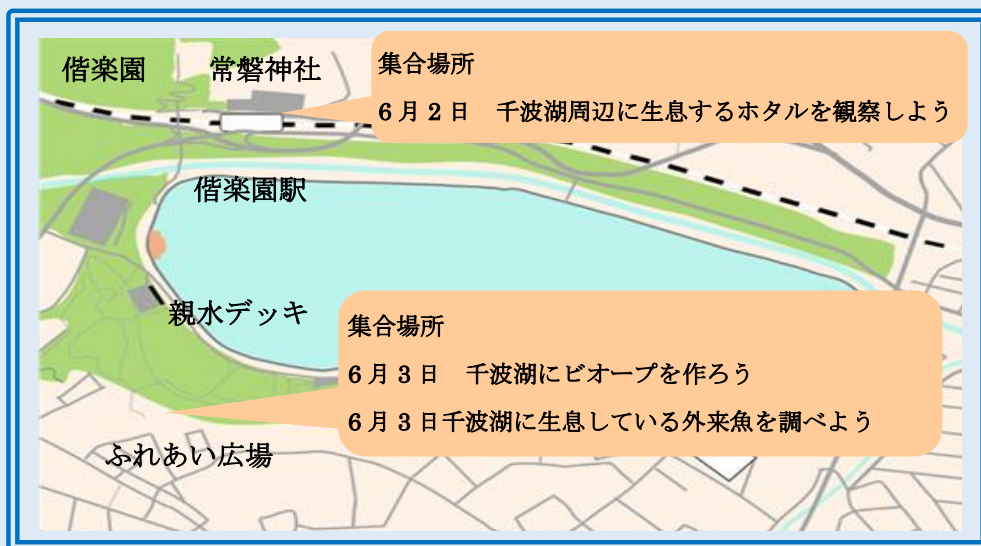 偕楽園
常磐神社
集合場所
6月2日　千波湖周辺に生息するホタルを観察しよう
偕楽園駅
親水デッキ
集合場所
6月3日　千波湖にビオープを作ろう
6月3日千波湖に生息している外来魚を調べよう
ふれあい広場